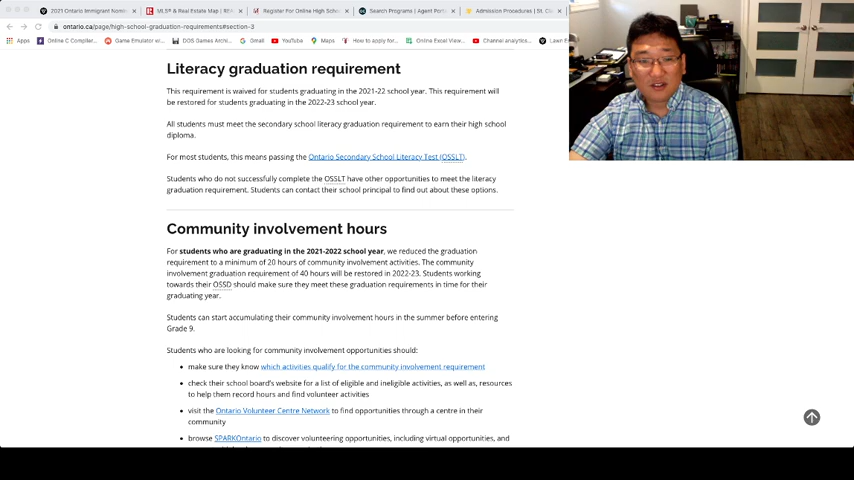 2021 Ontario Immigrant Nomin
MLS® & Real Estate Map | REA
Register For Online High Scho
Search Programs | Agent Porta
Admission Procedures | St. Cl
ontario.ca/page/high-school-graduation-requirements#section-3
Apps
Online C Compiler...
Game Emulator wi...
DOS Games Archi...
Gmail
YouTube
Maps
How to apply for...
Online Excel View...
Channel analytics...
Lawn E
Literacy graduation requirement
This requirement is waived for students graduating in the 2021-22 school year. This requirement will
be restored for students graduating in the 2022-23 school year.
All students must meet the secondary school literacy graduation requirement to earn their high school
diploma.
For most students, this means passing the Ontario Secondary School Literacy Test (OSSLT).
Students who do not successfully complete the OSSLT have other opportunities to meet the literacy
graduation requirement. Students can contact their school principal to find out about these options.
Community involvement hours
For students who are graduating in the 2021-2022 school year, we reduced the graduation
requirement to a minimum of 20 hours of community involvement activities. The community
involvement graduation requirement of 40 hours will be restored in 2022-23. Students working
towards their OSSD should make sure they meet these graduation requirements in time for their
graduating year.
Students can start accumulating their community involvement hours in the summer before entering
Grade 9.
Students who are looking for community involvement opportunities should:
• make sure they know which activities qualify for the community involvement requirement
• check their school board's website for a list of eligible and ineligible activities, as well as, resources
to help them record hours and find volunteer activities
• visit the Ontario Volunteer Centre Network to find opportunities through a centre in their
community
• browse SPARKOntario to discover volunteering opportunities, including virtual opportunities, and